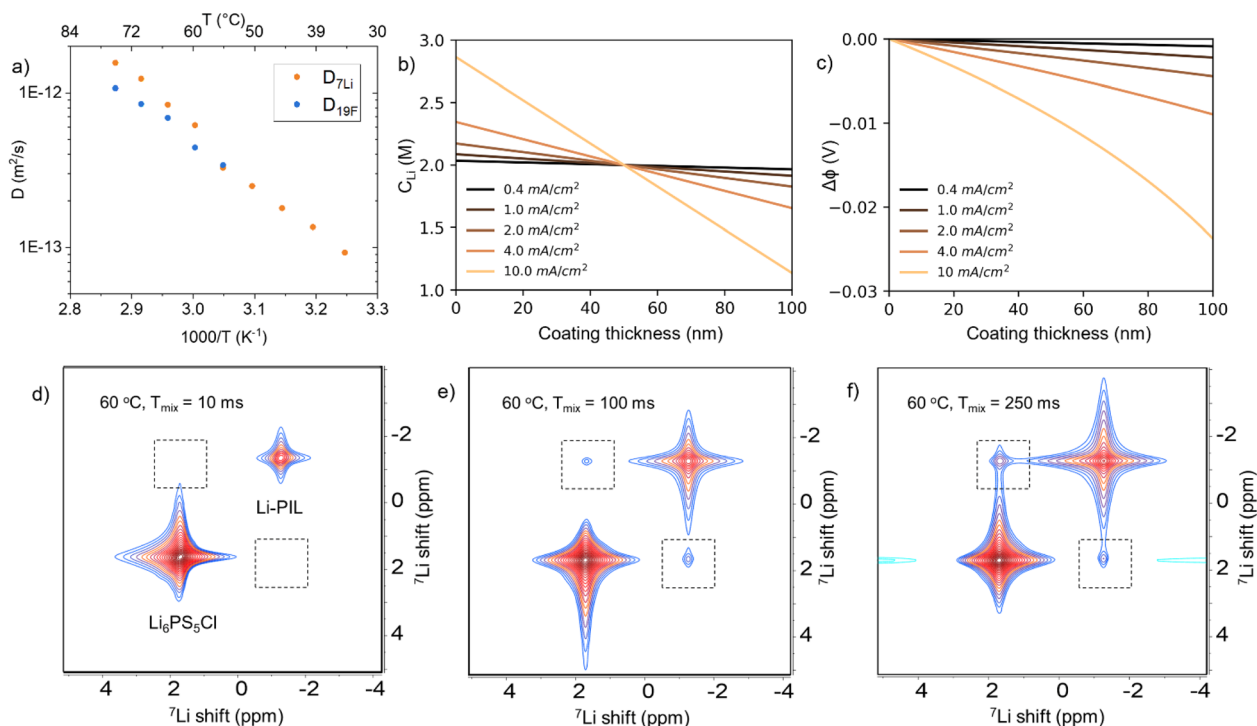 a)
T (°C)
84 72 60 50 39 30
D7Li
D19F
1E-12
1E-13
D (m²/s)
2.8 2.9 3.0 3.1 3.2 3.3
1000/T (K⁻¹)
b)
3.0
2.5
2.0
1.5
1.0
CLi (M)
0.4 mA/cm²
1.0 mA/cm²
2.0 mA/cm²
4.0 mA/cm²
10.0 mA/cm²
0 20 40 60 80 100
Coating thickness (nm)
c)
0.00
−0.01
−0.02
−0.03
Δϕ (V)
0.4 mA/cm²
1.0 mA/cm²
2.0 mA/cm²
4.0 mA/cm²
10 mA/cm²
0 20 40 60 80 100
Coating thickness (nm)
d)
60 °C, Tmix = 10 ms
Li-PIL
Li6PS5Cl
-2
0
2
4
⁷Li shift (ppm)
4 2 0 -2 -4
⁷Li shift (ppm)
e)
60 °C, Tmix = 100 ms
-2
0
2
4
⁷Li shift (ppm)
4 2 0 -2 -4
⁷Li shift (ppm)
f)
60 °C, Tmix = 250 ms
-2
0
2
4
⁷Li shift (ppm)
4 2 0 -2 -4
⁷Li shift (ppm)